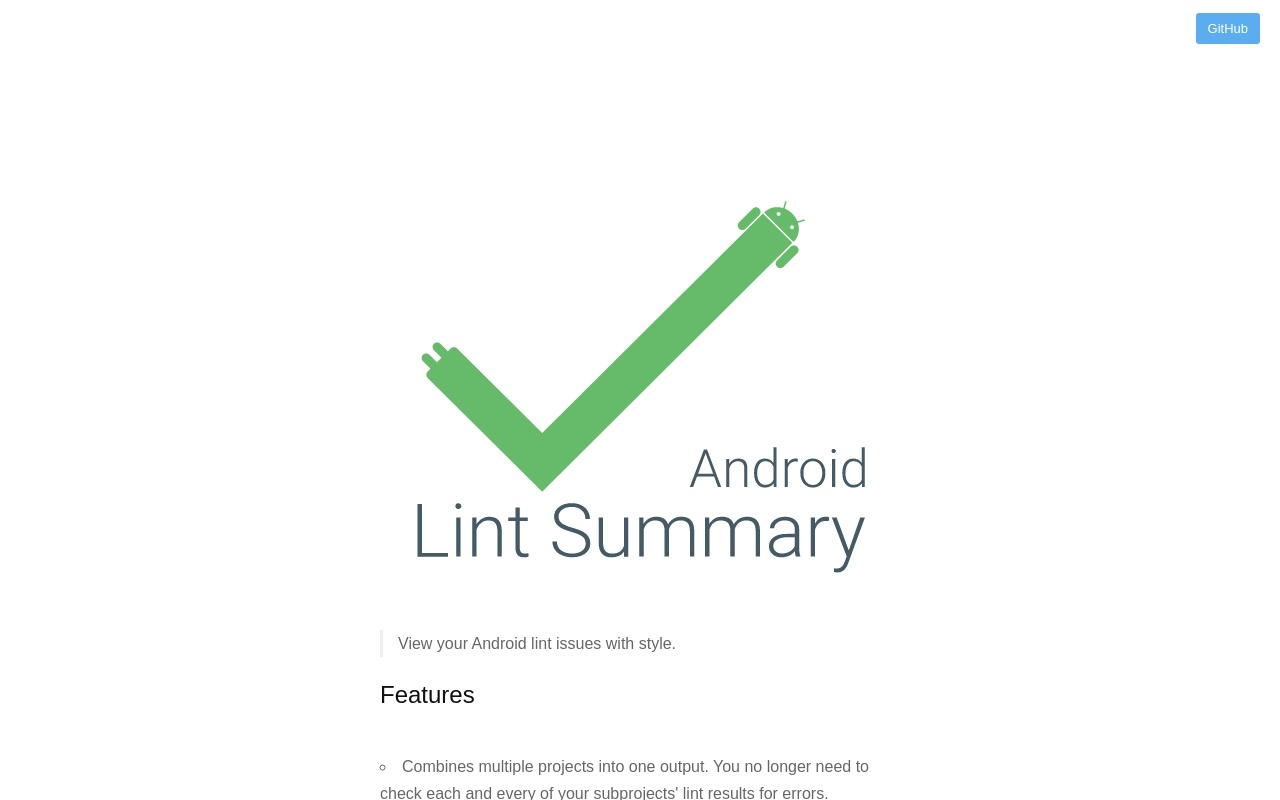 GitHub
Android
Lint Summary
View your Android lint issues with style.
Features
Combines multiple projects into one output. You no longer need to
check each and every of your subprojects' lint results for errors.